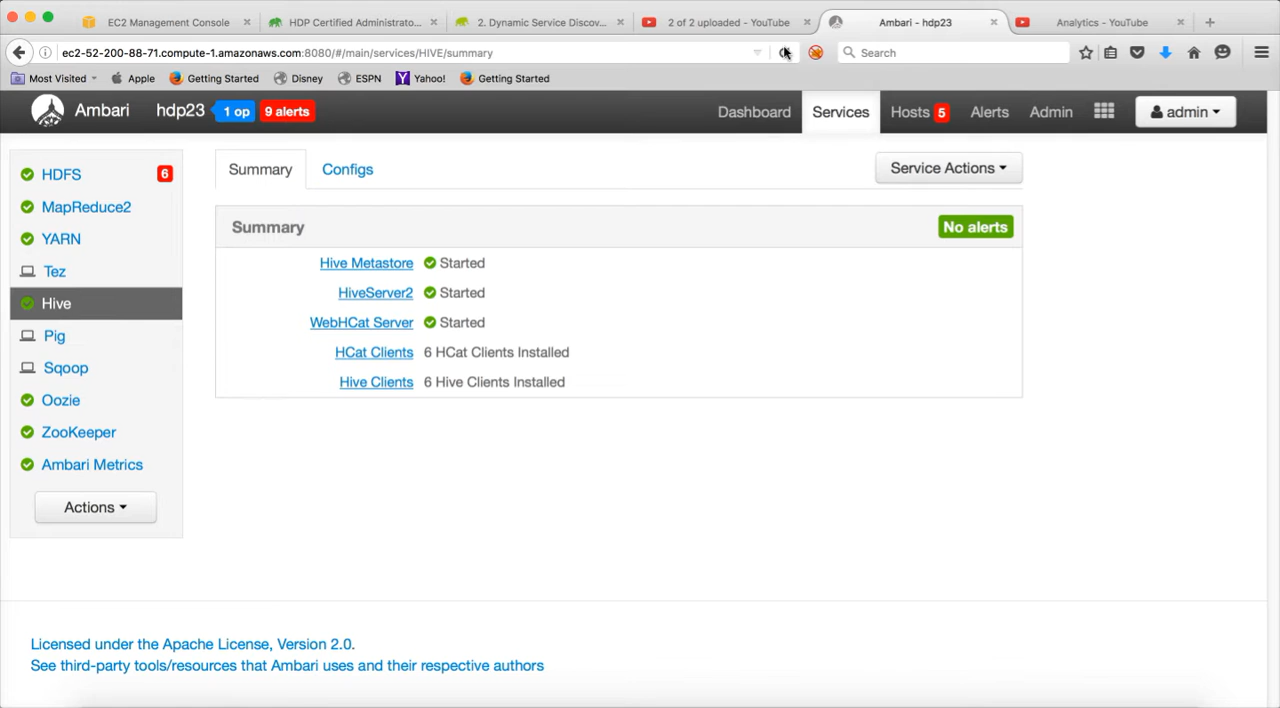 EC2 Management Console
HDP Certified Administrato...
2. Dynamic Service Discov...
2 of 2 uploaded - YouTube
Ambari - hdp23
Analytics - YouTube
ec2-52-200-88-71.compute-1.amazonaws.com:8080/#/main/services/HIVE/summary
Search
Most Visited
Apple
Getting Started
Disney
ESPN
Yahoo!
Getting Started
Ambari
hdp23
1 op
9 alerts
Dashboard
Services
Hosts 5
Alerts
Admin
admin
HDFS 6
MapReduce2
YARN
Tez
Hive
Pig
Sqoop
Oozie
ZooKeeper
Ambari Metrics
Actions
Summary
Configs
Service Actions
Summary
No alerts
Hive Metastore Started
HiveServer2 Started
WebHCat Server Started
HCat Clients 6 HCat Clients Installed
Hive Clients 6 Hive Clients Installed
Licensed under the Apache License, Version 2.0.
See third-party tools/resources that Ambari uses and their respective authors